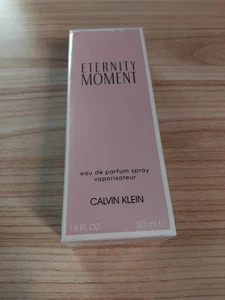 ETERNITY
MOMENT
eau de parfum spray
vaporisateur
CALVIN KLEIN
1.6 FL OZ 50 ml e